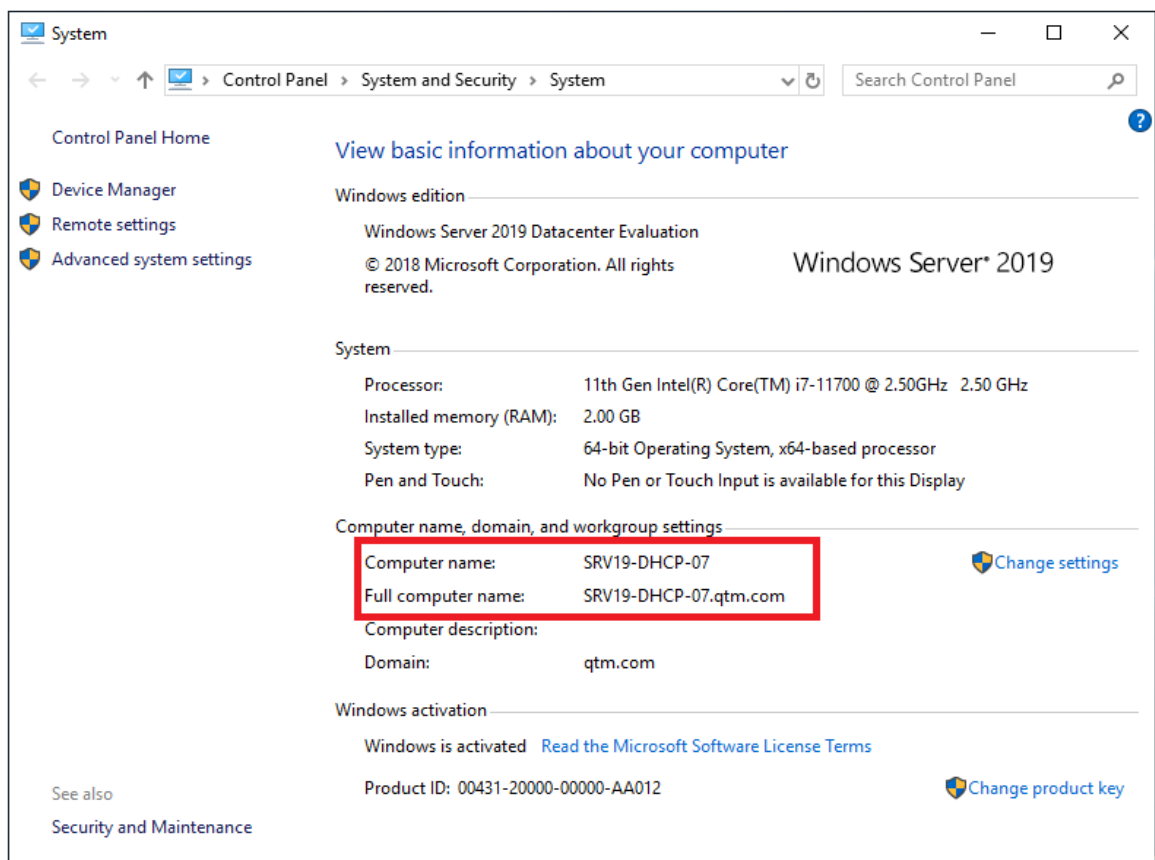 System
Control Panel > System and Security > System
Search Control Panel
Control Panel Home
Device Manager
Remote settings
Advanced system settings
See also
Security and Maintenance
View basic information about your computer
Windows edition
Windows Server 2019 Datacenter Evaluation
© 2018 Microsoft Corporation. All rights
reserved.
Windows Server® 2019
System
Processor: 11th Gen Intel(R) Core(TM) i7-11700 @ 2.50GHz 2.50 GHz
Installed memory (RAM): 2.00 GB
System type: 64-bit Operating System, x64-based processor
Pen and Touch: No Pen or Touch Input is available for this Display
Computer name, domain, and workgroup settings
Computer name: SRV19-DHCP-07
Change settings
Full computer name: SRV19-DHCP-07.qtm.com
Computer description:
Domain: qtm.com
Windows activation
Windows is activated Read the Microsoft Software License Terms
Product ID: 00431-20000-00000-AA012
Change product key